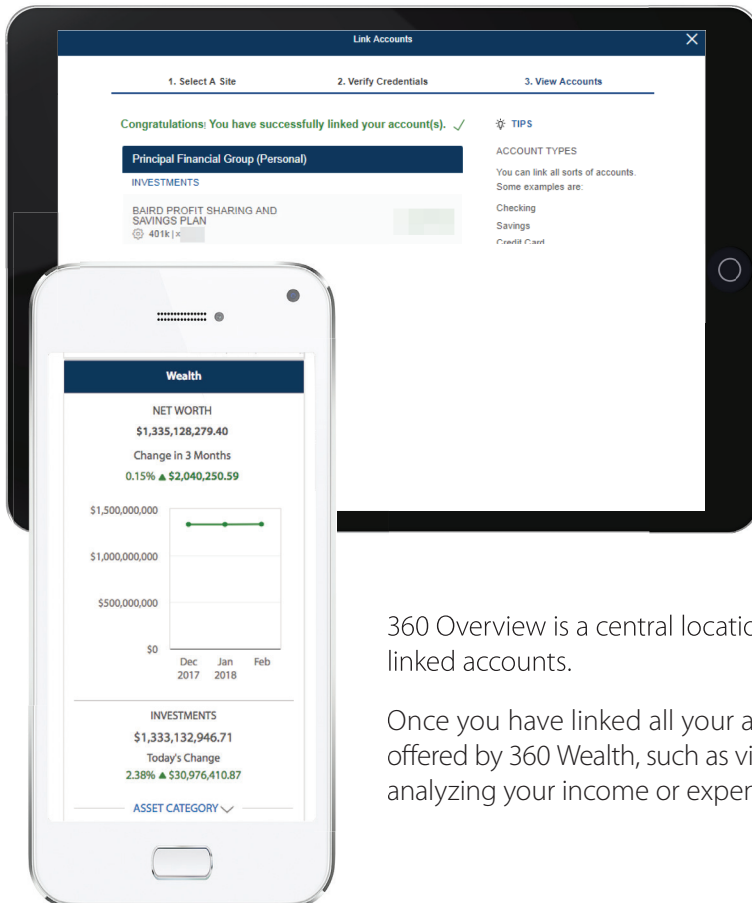 Link Accounts
1. Select A Site
2. Verify Credentials
3. View Accounts
Congratulations! You have successfully linked your account(s).
Principal Financial Group (Personal)
INVESTMENTS
BAIRD PROFIT SHARING AND
SAVINGS PLAN
401k | x
TIPS
ACCOUNT TYPES
You can link all sorts of accounts.
Some examples are:
Checking
Savings
Credit Card
Wealth
NET WORTH
$1,335,128,279.40
Change in 3 Months
0.15% ▲ $2,040,250.59
$1,500,000,000
$1,000,000,000
$500,000,000
$0
Dec Jan Feb
2017 2018
INVESTMENTS
$1,333,132,946.71
Today's Change
2.38% ▲ $30,976,410.87
ASSET CATEGORY
360 Overview is a central
linked accounts.
Once you have linked all your
offered by 360 Wealth, such as
analyzing your income or